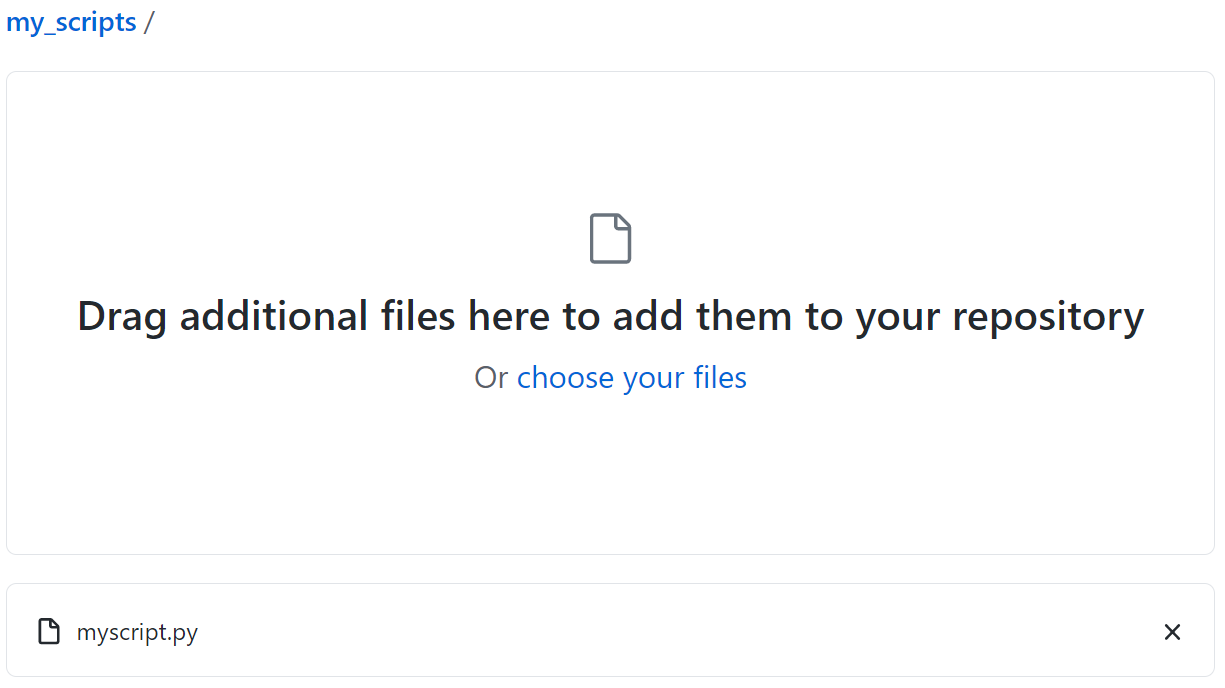 my_scripts /
Drag additional files here to add them to your repository
Or choose your files
myscript.py